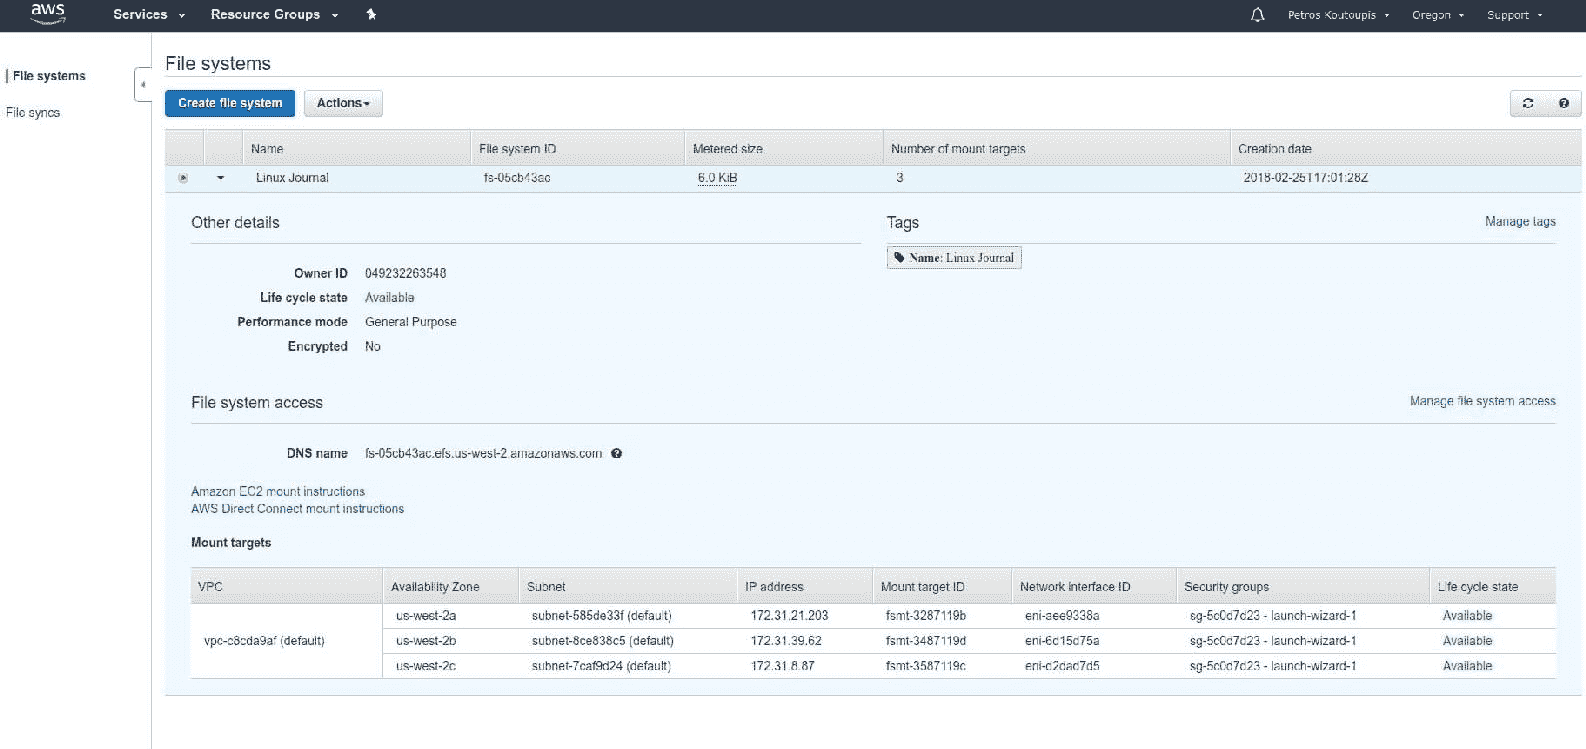 aws Services Resource Groups Petros Koutoupis Oregon Support
File systems
File syncs
File systems
Create file system Actions
Name File system ID Metered size Number of mount targets Creation date
Linux Journal fs-05cb43ac 6.0 KiB 3 2018-02-25T17:01:28Z
Other details
Owner ID 049232263548
Life cycle state Available
Performance mode General Purpose
Encrypted No
Tags Manage tags
Name: Linux Journal
File system access Manage file system access
DNS name fs-05cb43ac.efs.us-west-2.amazonaws.com
Amazon EC2 mount instructions
AWS Direct Connect mount instructions
Mount targets
VPC Availability Zone Subnet IP address Mount target ID Network interface ID Security groups Life cycle state
us-west-2a subnet-585de33f (default) 172.31.21.203 fsmt-3287119b eni-aee9338a sg-5c0d7d23 - launch-wizard-1 Available
vpc-c8cda9af (default) us-west-2b subnet-8ce838c5 (default) 172.31.39.62 fsmt-3487119d eni-6d15d75a sg-5c0d7d23 - launch-wizard-1 Available
us-west-2c subnet-7caf9d24 (default) 172.31.8.87 fsmt-3587119c eni-d2dad7d5 sg-5c0d7d23 - launch-wizard-1 Available